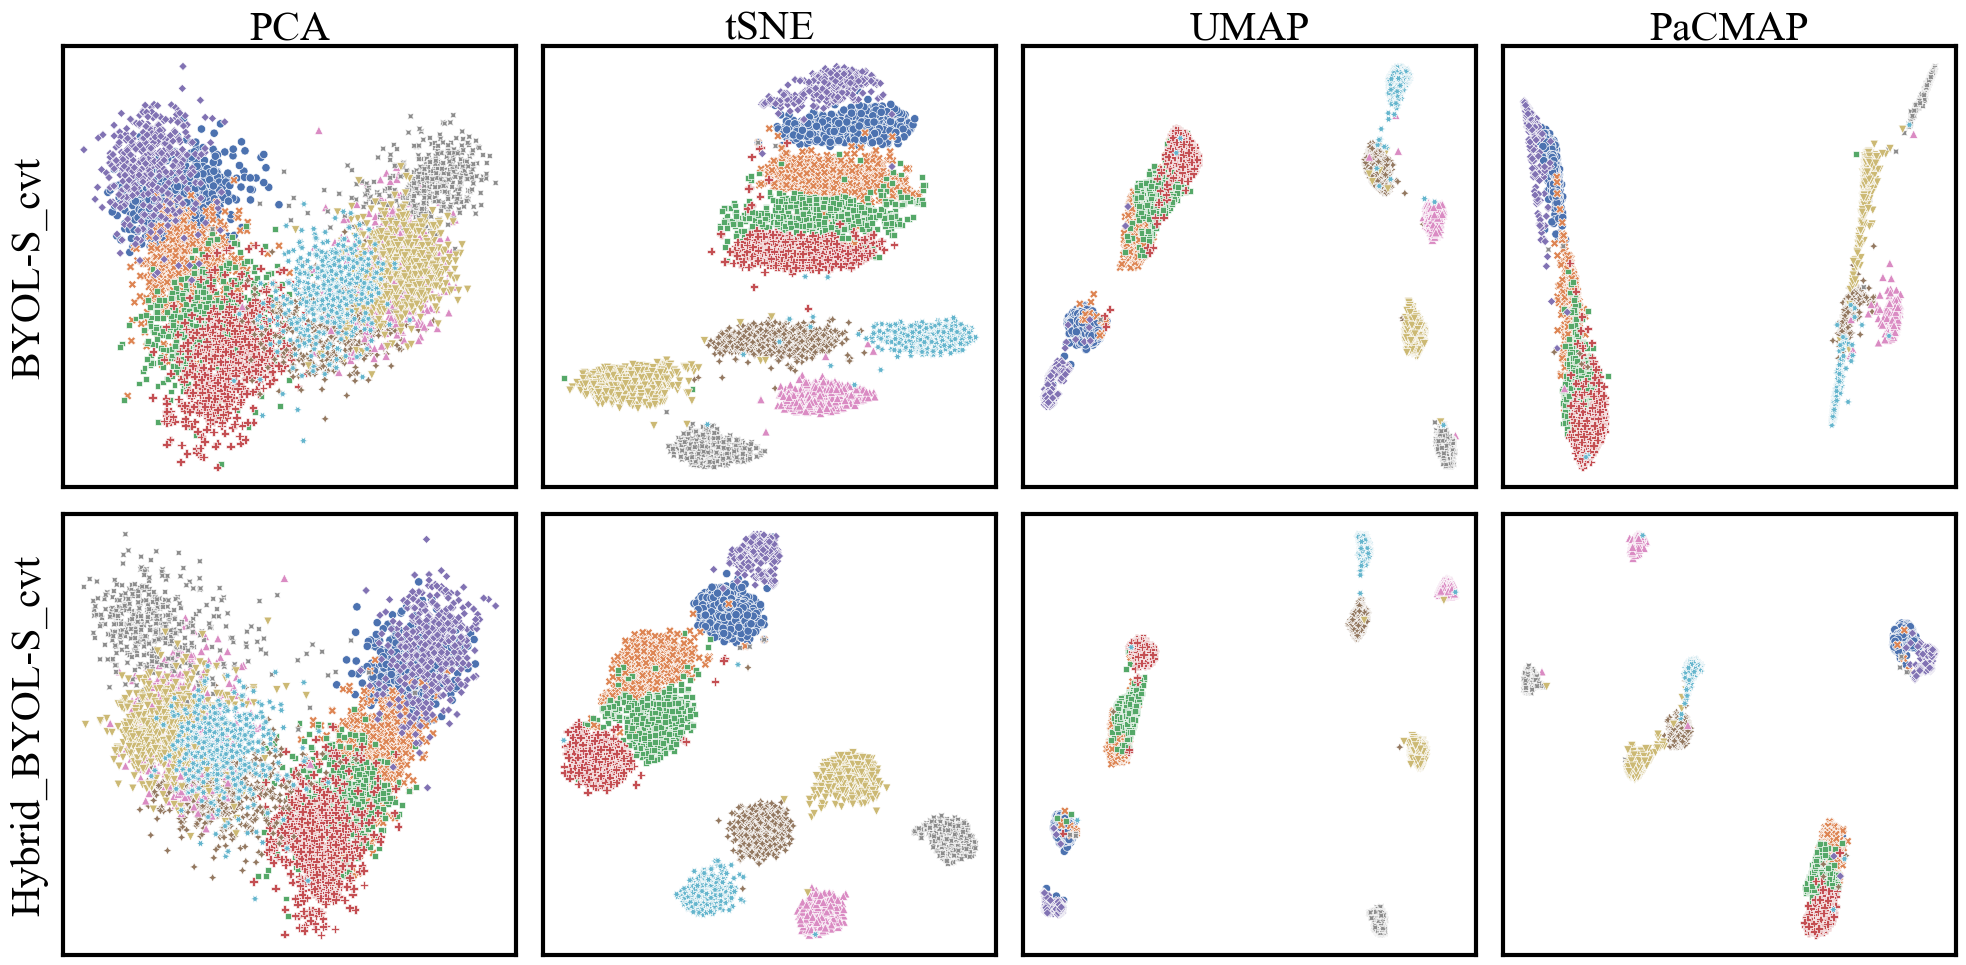 PCA
tSNE
UMAP
PaCMAP
BYOL-S_cvt
Hybrid_BYOL-S_cvt